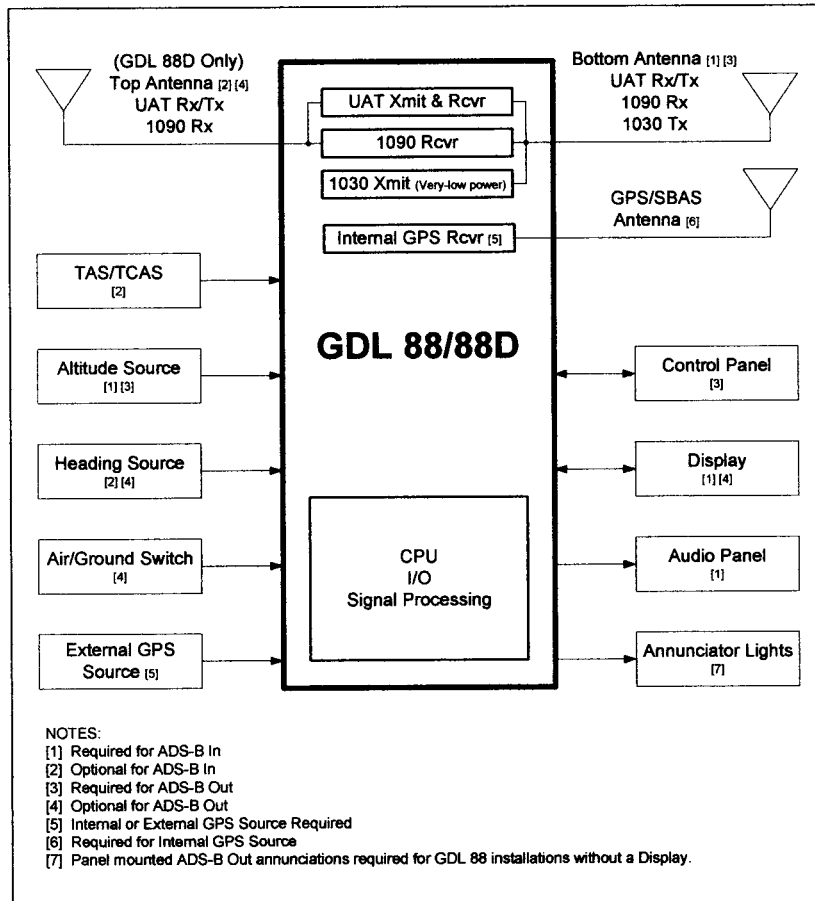 (GDL 88D Only)
Top Antenna [2] [4]
UAT Rx/Tx
1090 Rx
Bottom Antenna [1] [3]
UAT Rx/Tx
1090 Rx
1030 Tx
UAT Xmit & Rcvr
1090 Rcvr
1030 Xmit (Very-low power)
Internal GPS Rcvr [5]
GPS/SBAS
Antenna [6]
TAS/TCAS
[2]
Altitude Source
[1] [3]
Heading Source
[2] [4]
Air/Ground Switch
[4]
External GPS
Source [5]
GDL 88/88D
CPU
I/O
Signal Processing
Control Panel
[3]
Display
[1] [4]
Audio Panel
[1]
Annunciator Lights
[7]
NOTES:
[1] Required for ADS-B In
[2] Optional for ADS-B In
[3] Required for ADS-B Out
[4] Optional for ADS-B Out
[5] Internal or External GPS Source Required
[6] Required for Internal GPS Source
[7] Panel mounted ADS-B Out annunciations required for GDL 88 installations without a Display.